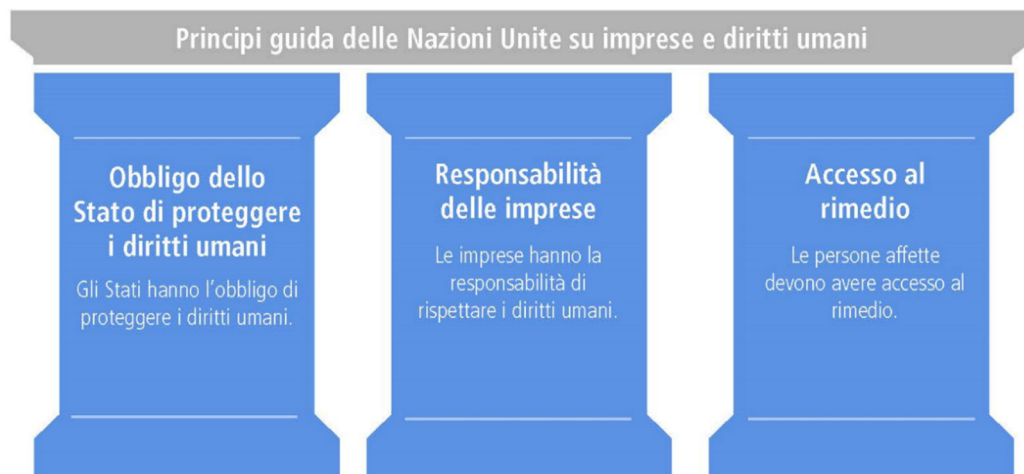 Principi guida delle Nazioni Unite su imprese e diritti umani
Obbligo dello
Stato di proteggere
i diritti umani
Gli Stati hanno l'obbligo di
proteggere i diritti umani.
Responsabilità
delle imprese
Le imprese hanno la
responsabilità di
rispettare i diritti umani.
Accesso al
rimedio
Le persone affette
devono avere accesso al
rimedio.